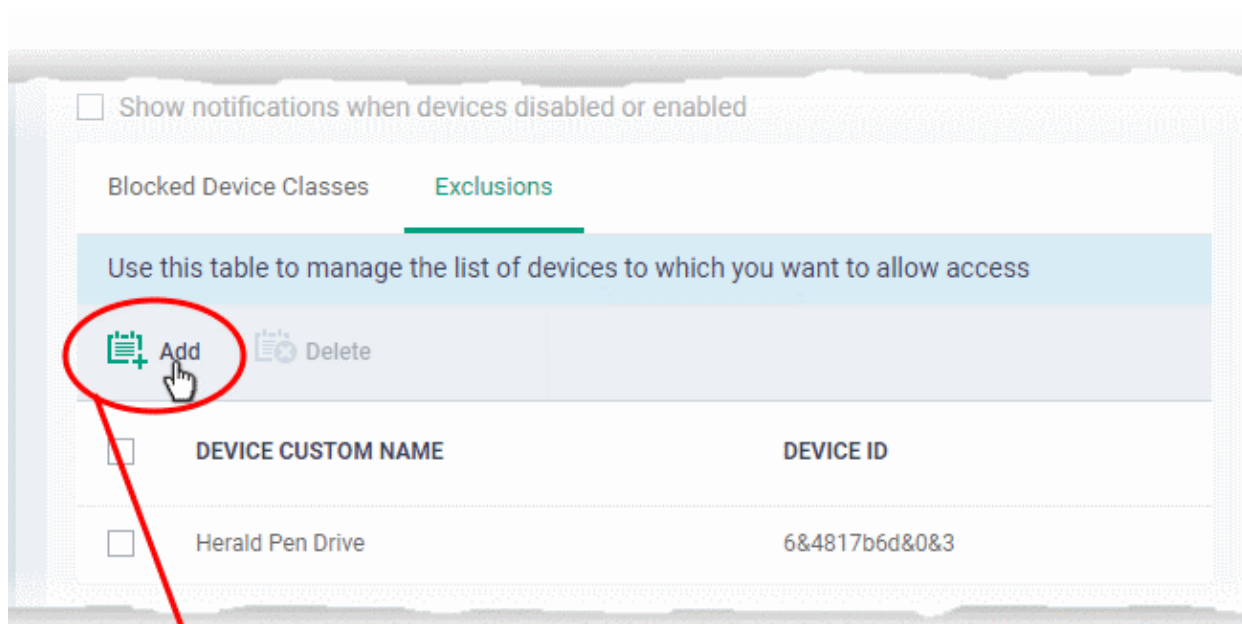 Show notifications when devices disabled or enabled
Blocked Device Classes Exclusions
Use this table to manage the list of devices to which you want to allow access
Add Delete
DEVICE CUSTOM NAME DEVICE ID
Herald Pen Drive 6&4817b6d&0&3